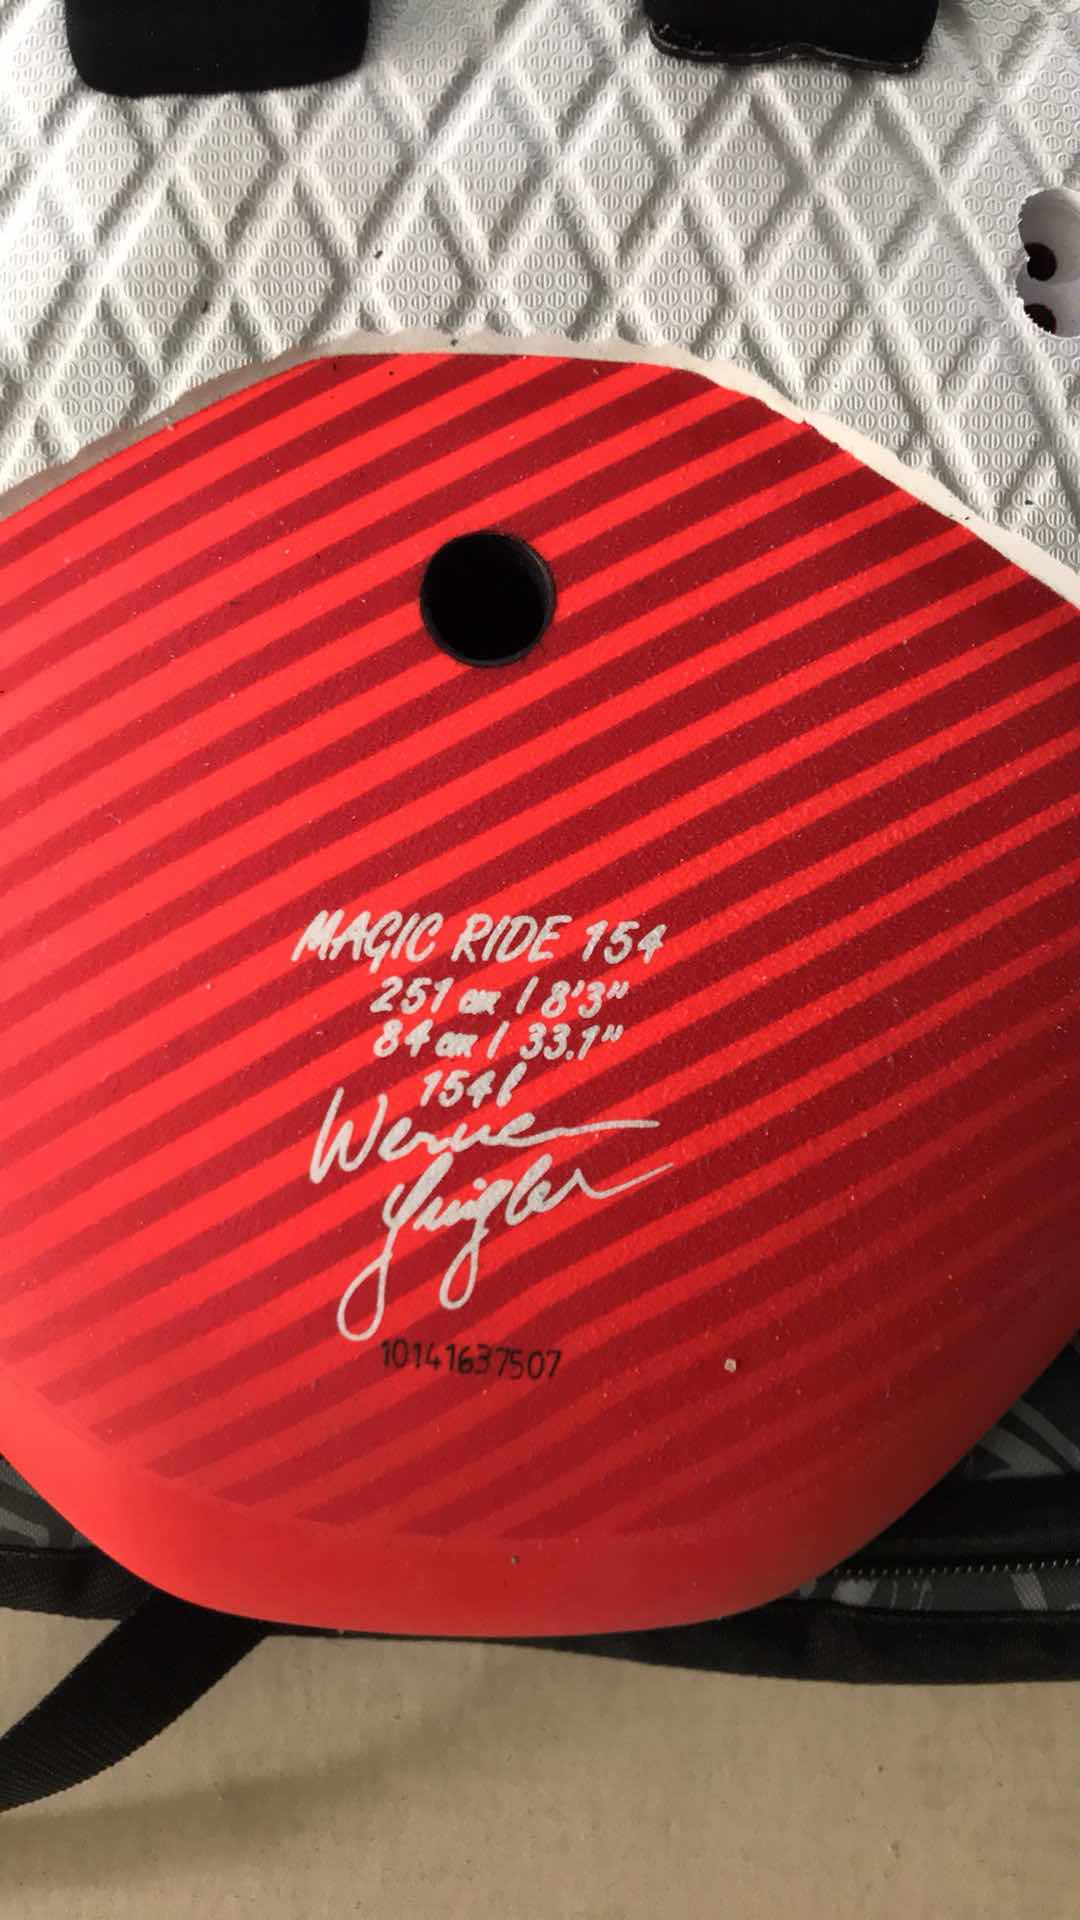 MAGIC RIDE 154
251 cm / 8'3"
84 cm / 33.1"
154l
Werner
Gnigler
10141637507